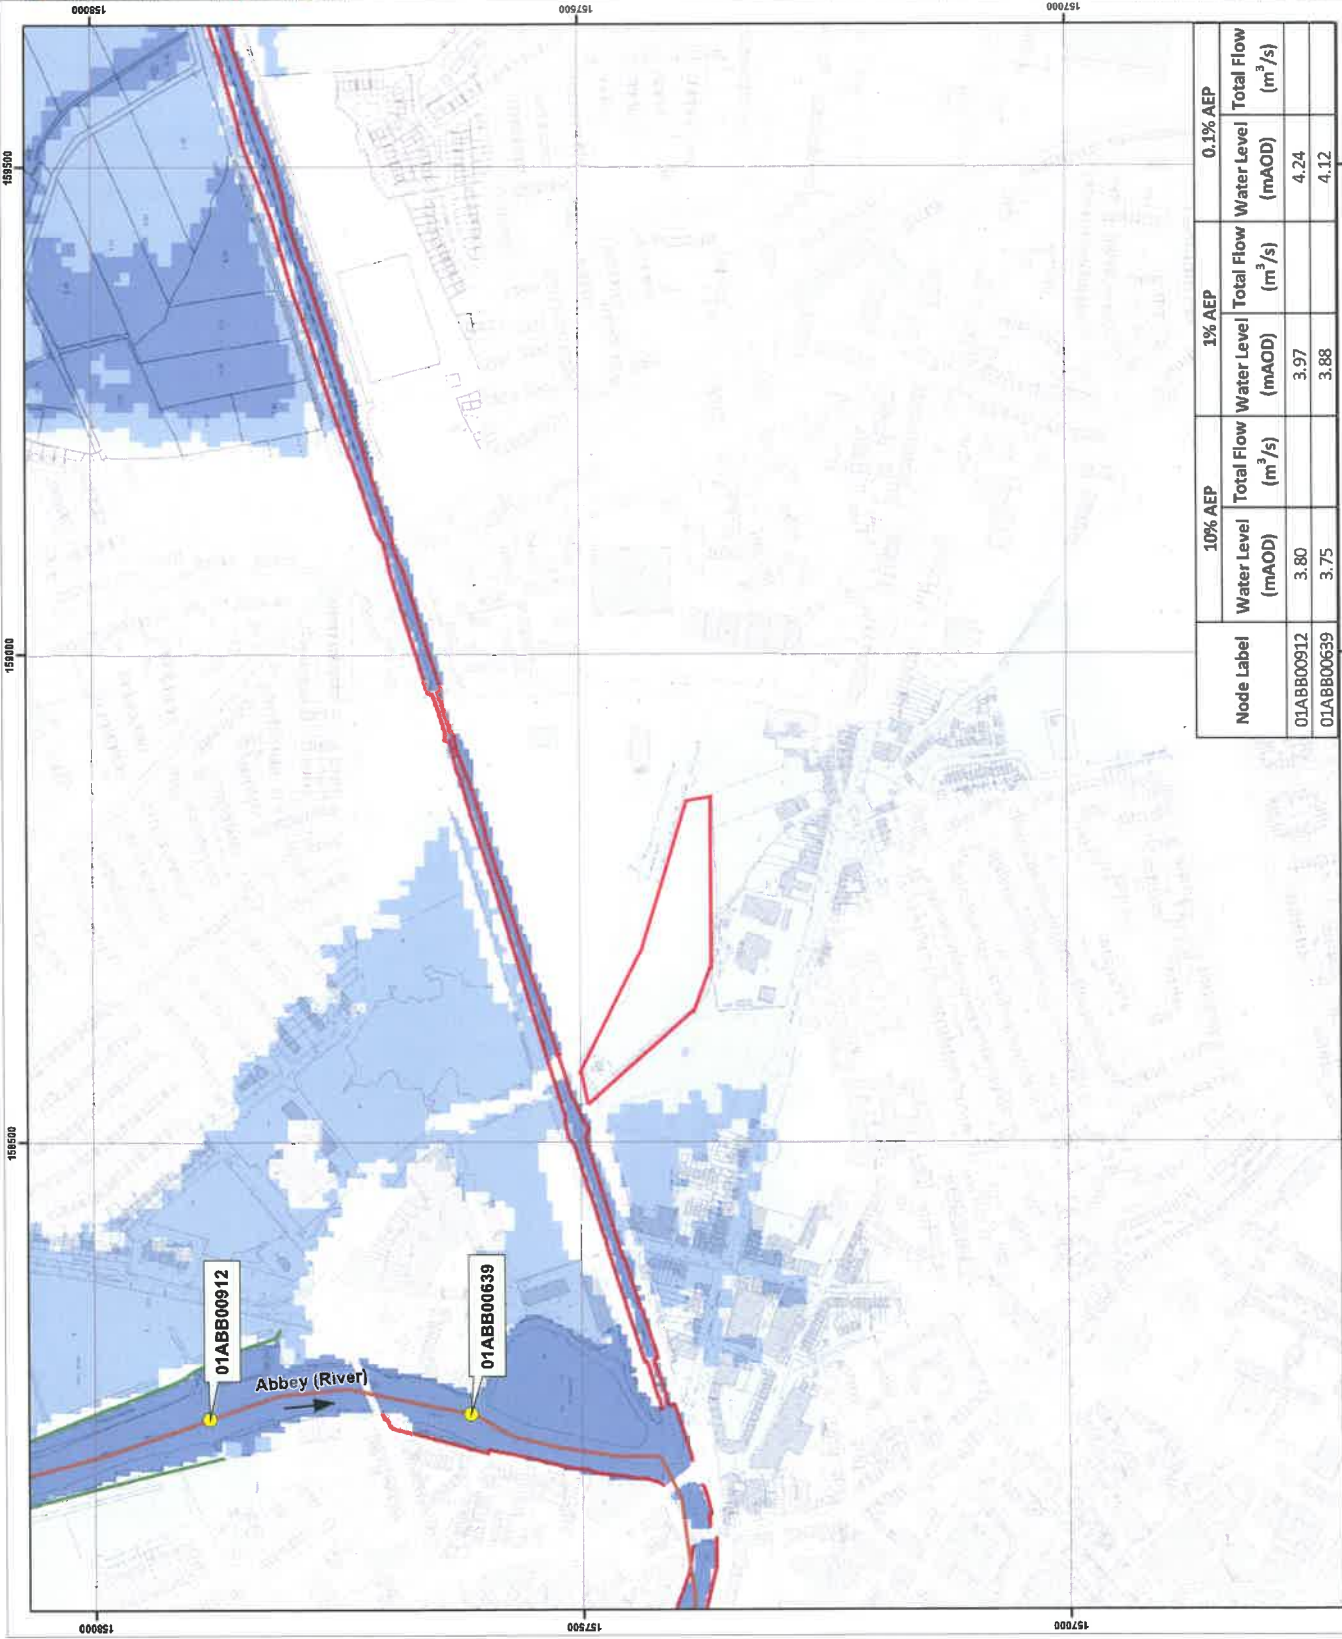 158000
157500
157000
159500
159000
158500
158000
157500
157000
01ABB00912
Abbey (River)
01ABB00639
Node Label 10% AEP 1% AEP 0.1% AEP
Water Level (mAOD) Total Flow (m³/s) Water Level (mAOD) Total Flow (m³/s) Water Level (mAOD) Total Flow (m³/s)
01ABB00912 3.80 3.97 4.24
01ABB00639 3.75 3.88 4.12